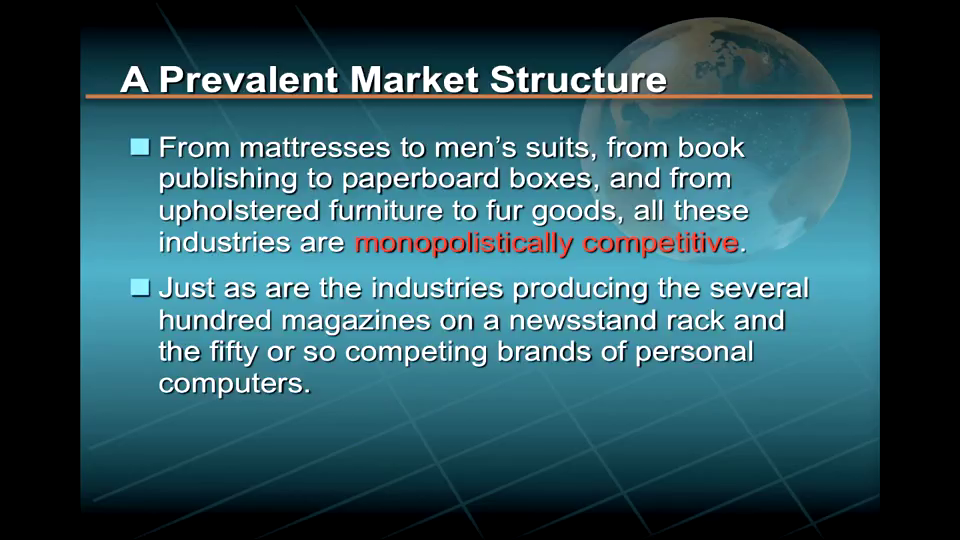 A Prevalent Market Structure
From mattresses to men's suits, from book
publishing to paperboard boxes, and from
upholstered furniture to fur goods, all these
industries are monopolistically competitive.
Just as are the industries producing the several
hundred magazines on a newsstand rack and
the fifty or so competing brands of personal
computers.